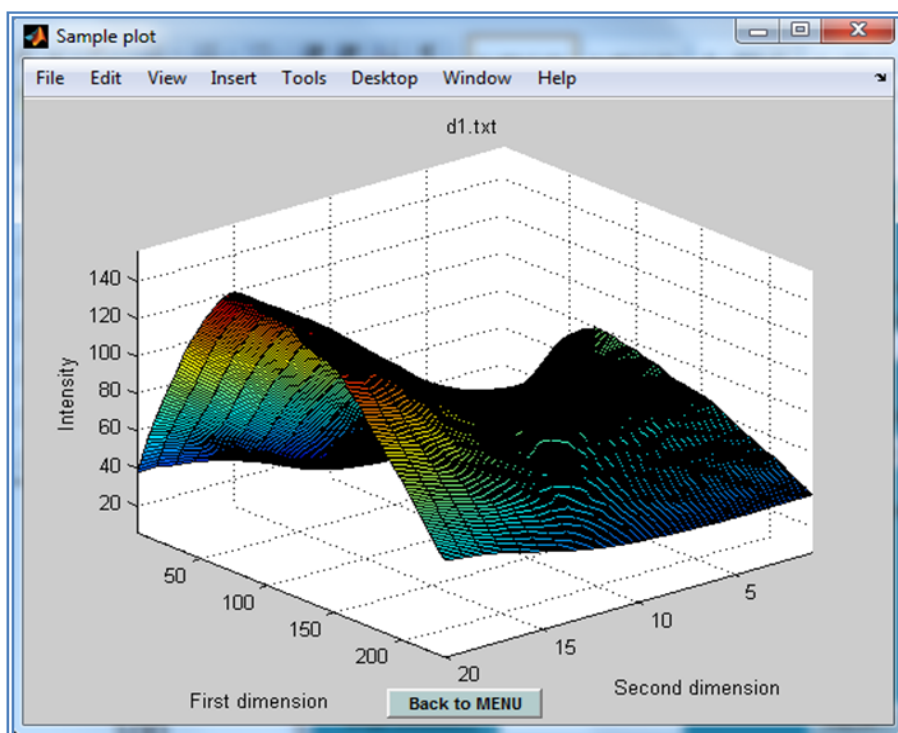 Sample plot
File Edit View Insert Tools Desktop Window Help
d1.txt
140
120
100
80
60
40
20
Intensity
50
100
150
200
First dimension
20
15
10
5
Second dimension
Back to MENU